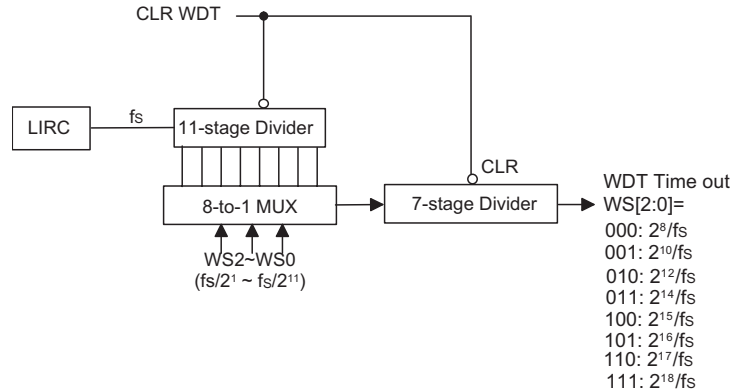 CLR WDT
LIRC
fs
11-stage Divider
CLR
8-to-1 MUX
7-stage Divider
WS2~WS0
(fs/2¹ ~ fs/2¹¹)
WDT Time out
WS[2:0]=
000: 2⁸/fs
001: 2¹⁰/fs
010: 2¹²/fs
011: 2¹⁴/fs
100: 2¹⁵/fs
101: 2¹⁶/fs
110: 2¹⁷/fs
111: 2¹⁸/fs